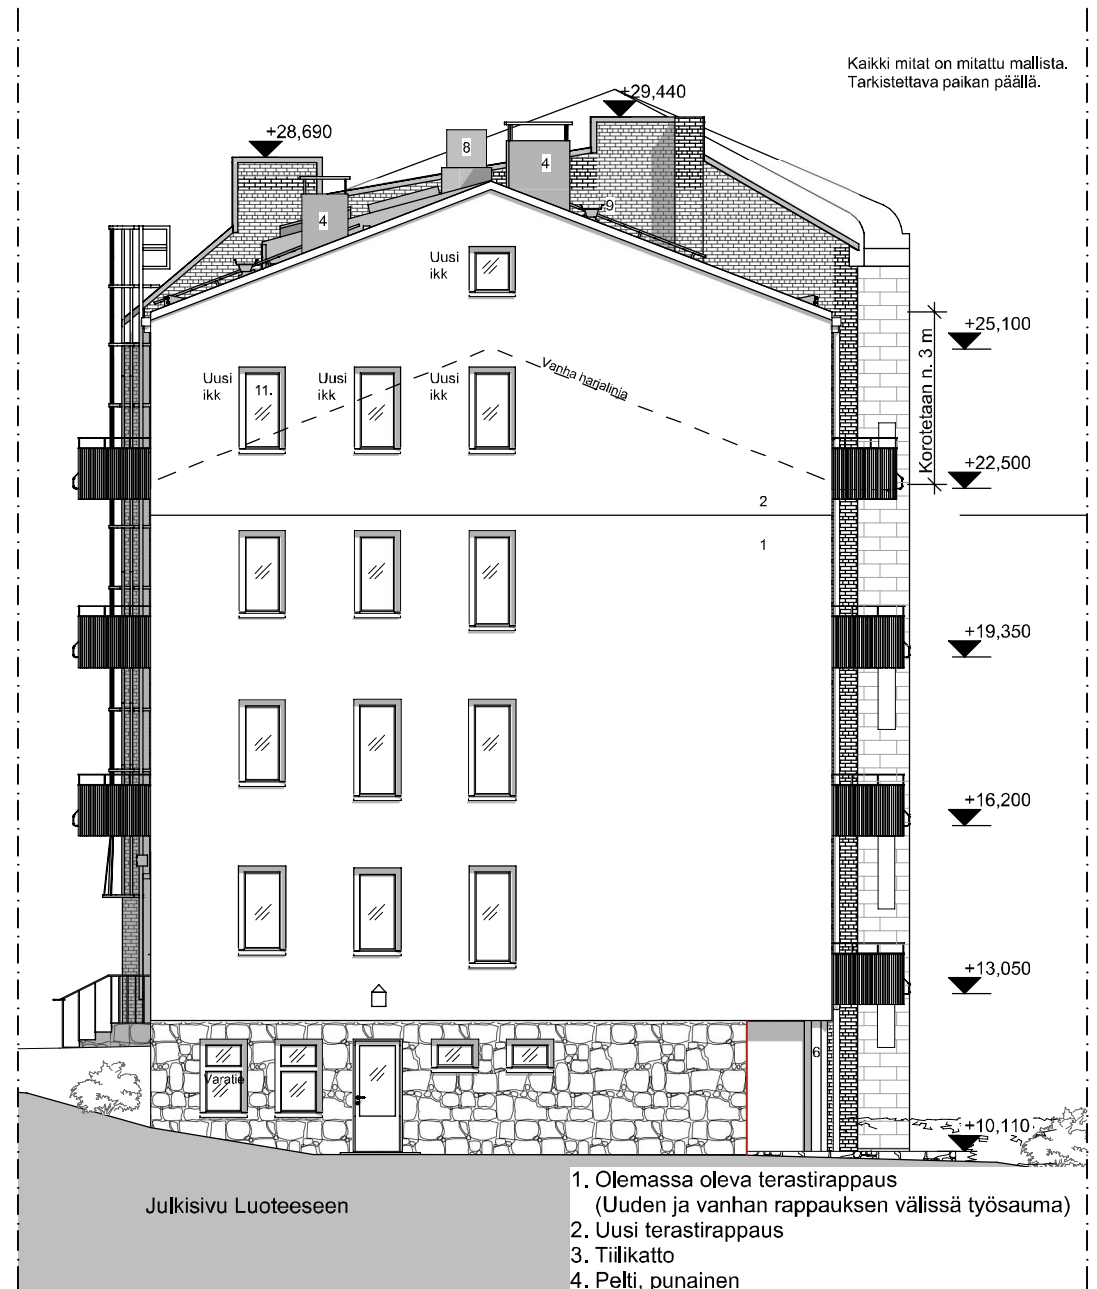 Kaikki mitat on mitattu mallista.
Tarkistettava paikan päällä.
+29,440
+28,690
8
4
4
9
Uusi
ikk
+25,100
Korotetaan n. 3 m
Vanha harjalinja
Uusi
ikk
11.
Uusi
ikk
Uusi
ikk
+22,500
2
1
+19,350
+16,200
+13,050
6
Varatie
+10,110
Julkisivu Luoteeseen
1. Olemassa oleva terastirappaus
(Uuden ja vanhan rappauksen välissä työsauma)
2. Uusi terastirappaus
3. Tiilikatto
4. Pelti, punainen